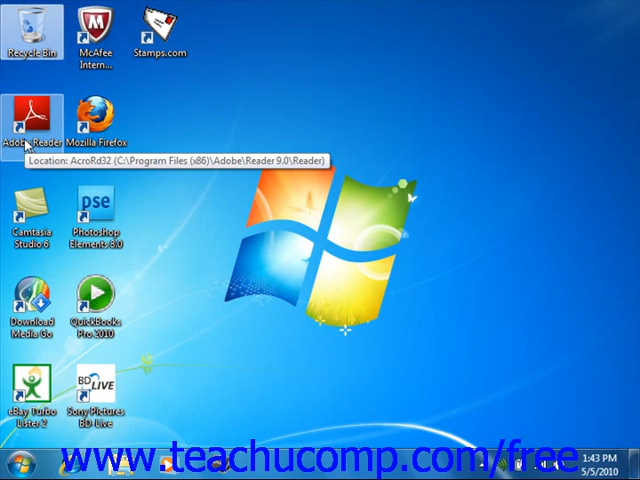 Recycle Bin
McAfee
Intern...
Stamps.com
Adobe Reader
Mozilla Firefox
Location: AcroRd32 (C:\Program Files (x86)\Adobe\Reader 9.0\Reader)
Camtasia
Studio 6
pse
Photoshop
Elements 8.0
Download
Media Go
QuickBooks
Pro 2010
eBay Turbo
Lister 2
BD LIVE
Sony Pictures
BD-Live
www.teachucomp.com/free
1:43 PM
5/5/2010